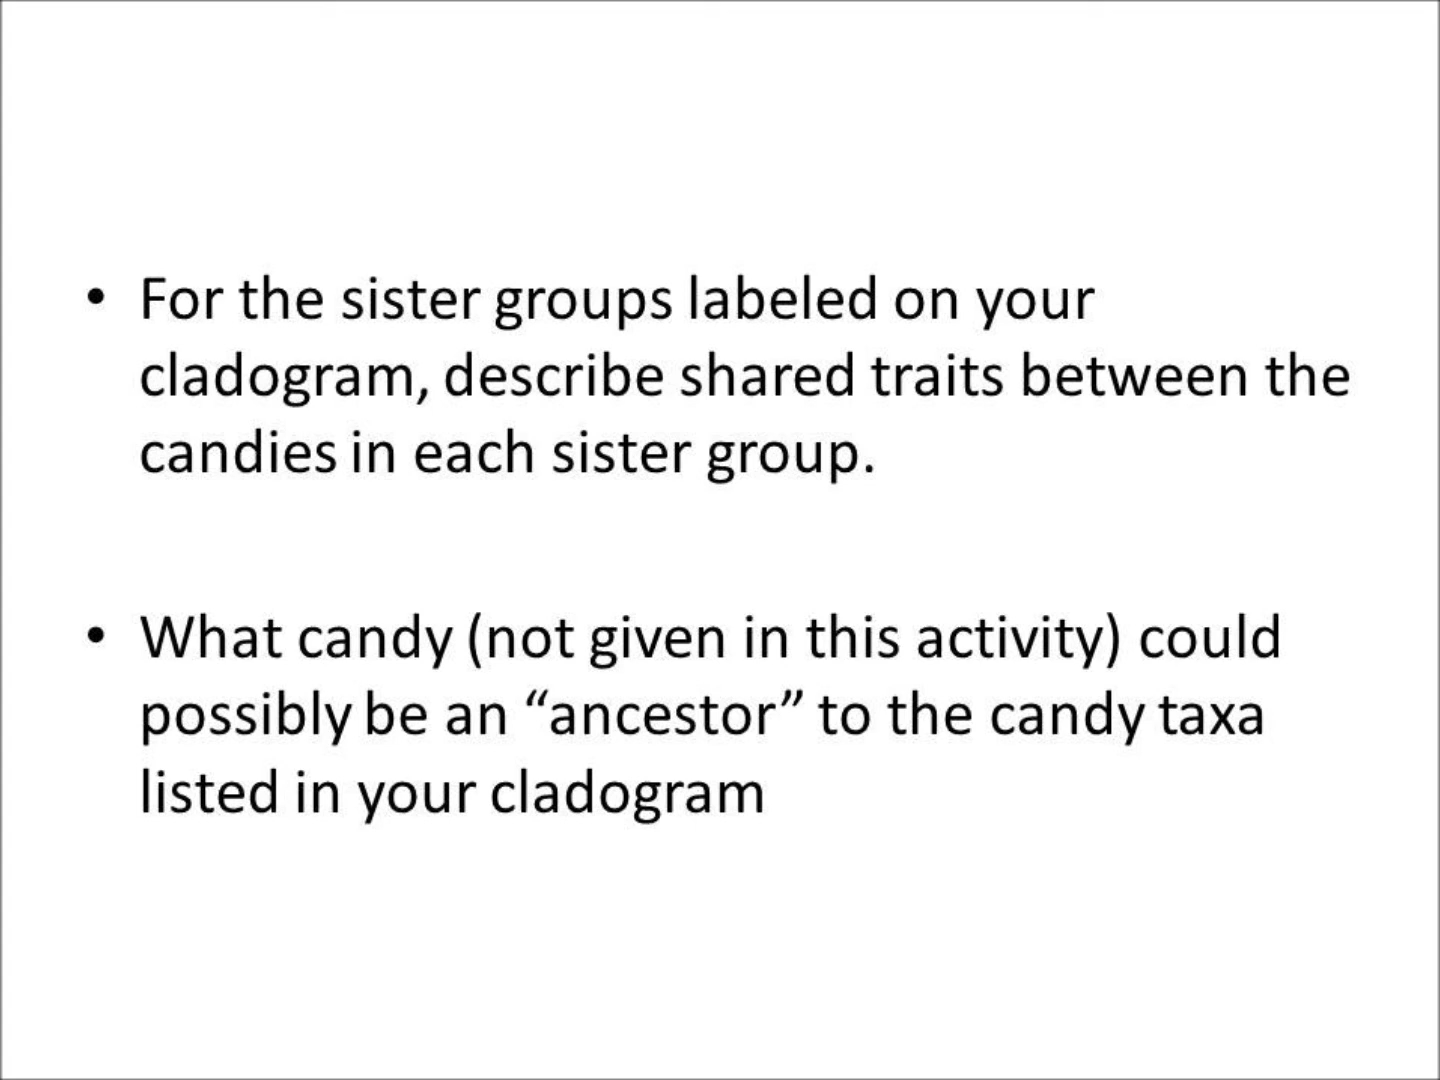 • For the sister groups labeled on your
cladogram, describe shared traits between the
candies in each sister group.
• What candy (not given in this activity) could
possibly be an “ancestor” to the candy taxa
listed in your cladogram